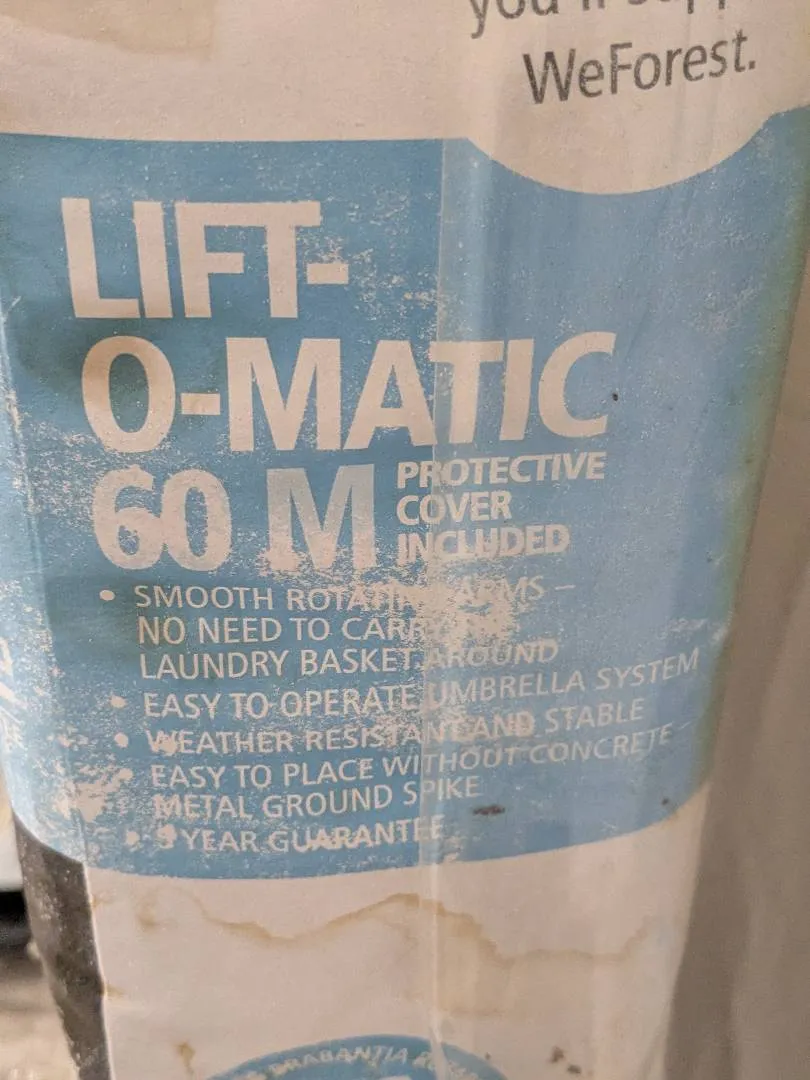 WeForest.
LIFT-
O-MATIC
60 M
PROTECTIVE
COVER
INCLUDED
• SMOOTH ROTATING ARMS –
NO NEED TO CARRY
LAUNDRY BASKET AROUND
• EASY TO OPERATE UMBRELLA SYSTEM
• WEATHER RESISTANT AND STABLE
• EASY TO PLACE WITHOUT CONCRETE –
METAL GROUND SPIKE
• YEAR GUARANTEE
BRABANTIA